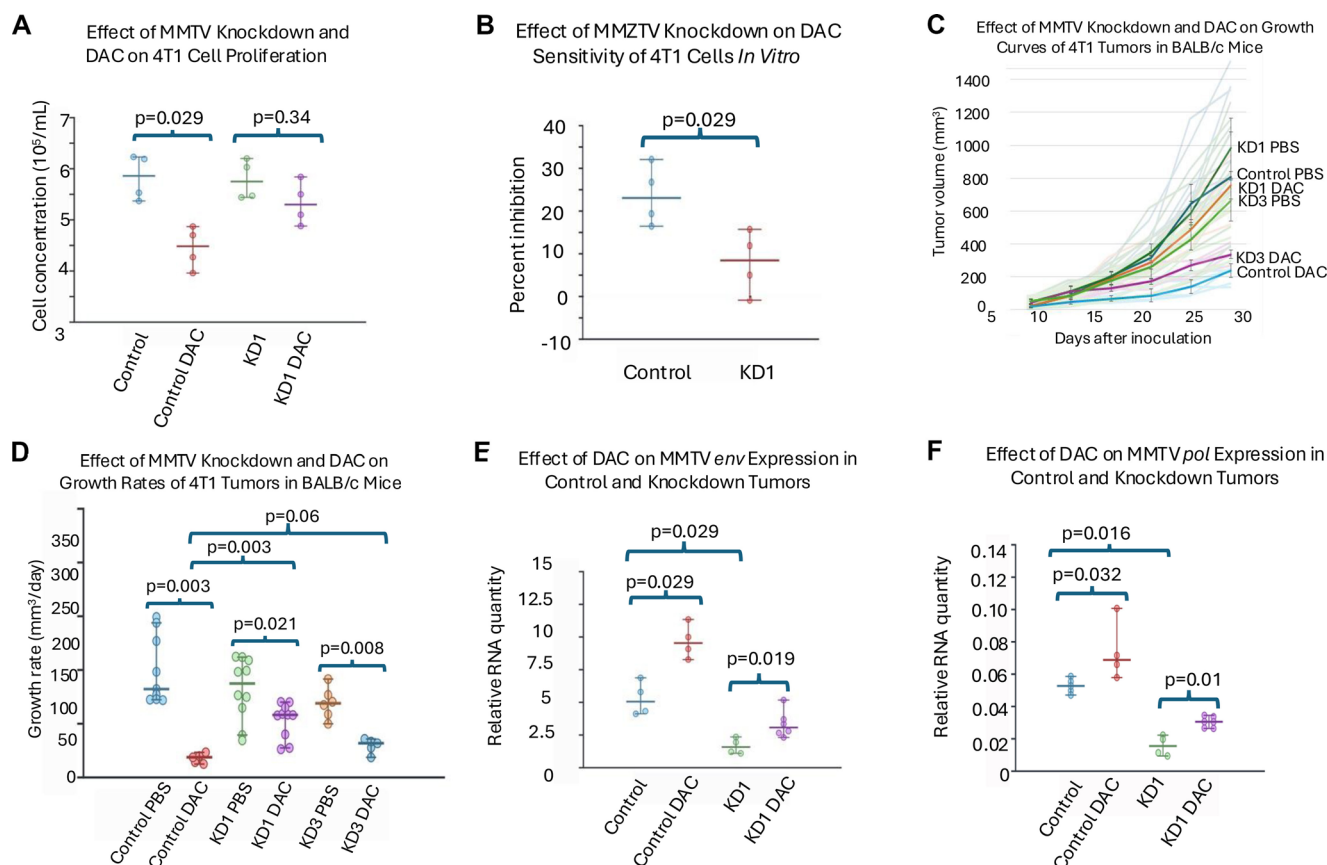 A
Effect of MMTV Knockdown and
DAC on 4T1 Cell Proliferation
Cell concentration (10⁵/mL)
7
6
5
4
3
p=0.029
p=0.34
Control
Control DAC
KD1
KD1 DAC
B
Effect of MMZTV Knockdown on DAC
Sensitivity of 4T1 Cells In Vitro
Percent inhibition
40
30
20
10
0
-10
p=0.029
Control
KD1
C
Effect of MMTV Knockdown and DAC on Growth
Curves of 4T1 Tumors in BALB/c Mice
Tumor volume (mm³)
1400
1200
1000
800
600
400
200
0
KD1 PBS
Control PBS
KD1 DAC
KD3 PBS
KD3 DAC
Control DAC
5
10
15
20
25
30
Days after inoculation
D
Effect of MMTV Knockdown and DAC on
Growth Rates of 4T1 Tumors in BALB/c Mice
Growth rate (mm³/day)
350
300
250
200
150
100
50
0
p=0.06
p=0.003
p=0.003
p=0.021
p=0.008
Control PBS
Control DAC
KD1 PBS
KD1 DAC
KD3 PBS
KD3 DAC
E
Effect of DAC on MMTV env Expression in
Control and Knockdown Tumors
Relative RNA quantity
15
12.5
10
7.5
5
2.5
0
p=0.029
p=0.029
p=0.019
Control
Control DAC
KD1
KD1 DAC
F
Effect of DAC on MMTV pol Expression in
Control and Knockdown Tumors
Relative RNA quantity
0.14
0.12
0.10
0.08
0.06
0.04
0.02
0
p=0.016
p=0.032
p=0.01
Control
Control DAC
KD1
KD1 DAC